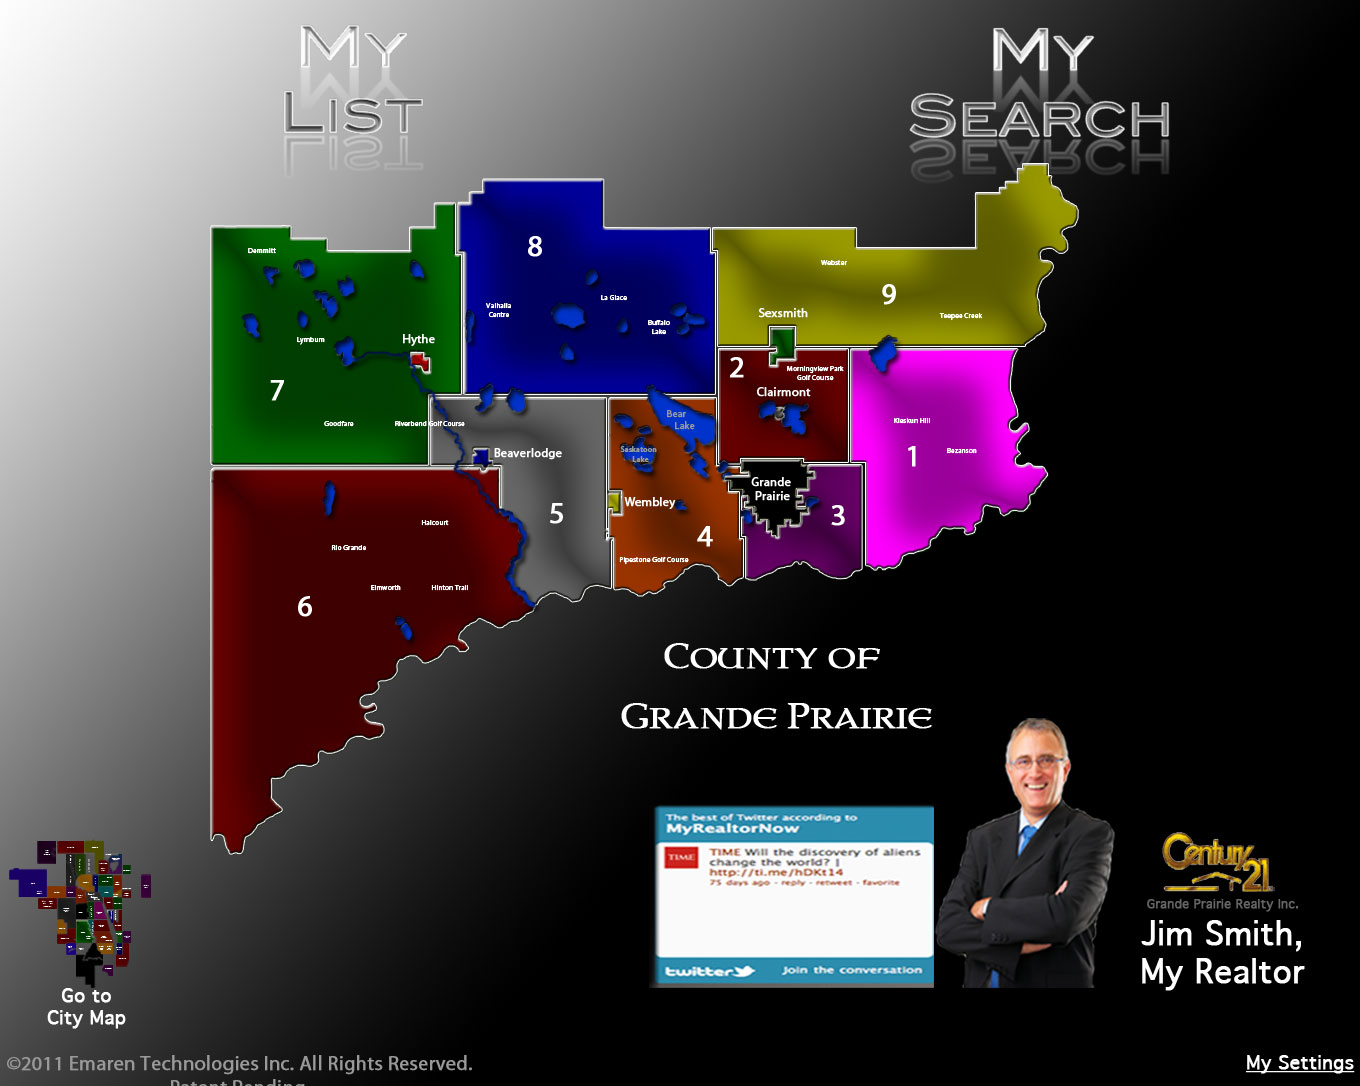 My
List
My
Search
Demmitt
8
Webster
9
Valhalla
Centre
La Glace
Buffalo
Lake
Sexsmith
Teepee Creek
Lymburn
Hythe
7
2
Morningview Park
Golf Course
Clairmont
Goodfare
Riverbend Golf Course
Bear
Lake
Kleskun Hill
Bezanson
1
Beaverlodge
Saskatoon
Lake
Grande
Prairie
Wembley
5
3
4
Halcourt
Rio Grande
Pipestone Golf Course
Elmworth
Hinton Trail
6
County of
Grande Prairie
The best of Twitter according to
MyRealtorNow
TIME
TIME Will the discovery of aliens
change the world? |
http://ti.me/hDKt14
75 days ago - reply - retweet - favorite
twitter
Join the conversation
Century
21
Grande Prairie Realty Inc.
Jim Smith,
My Realtor
Go to
City Map
©2011 Emaren Technologies Inc. All Rights Reserved.
Patent Pending
My Settings